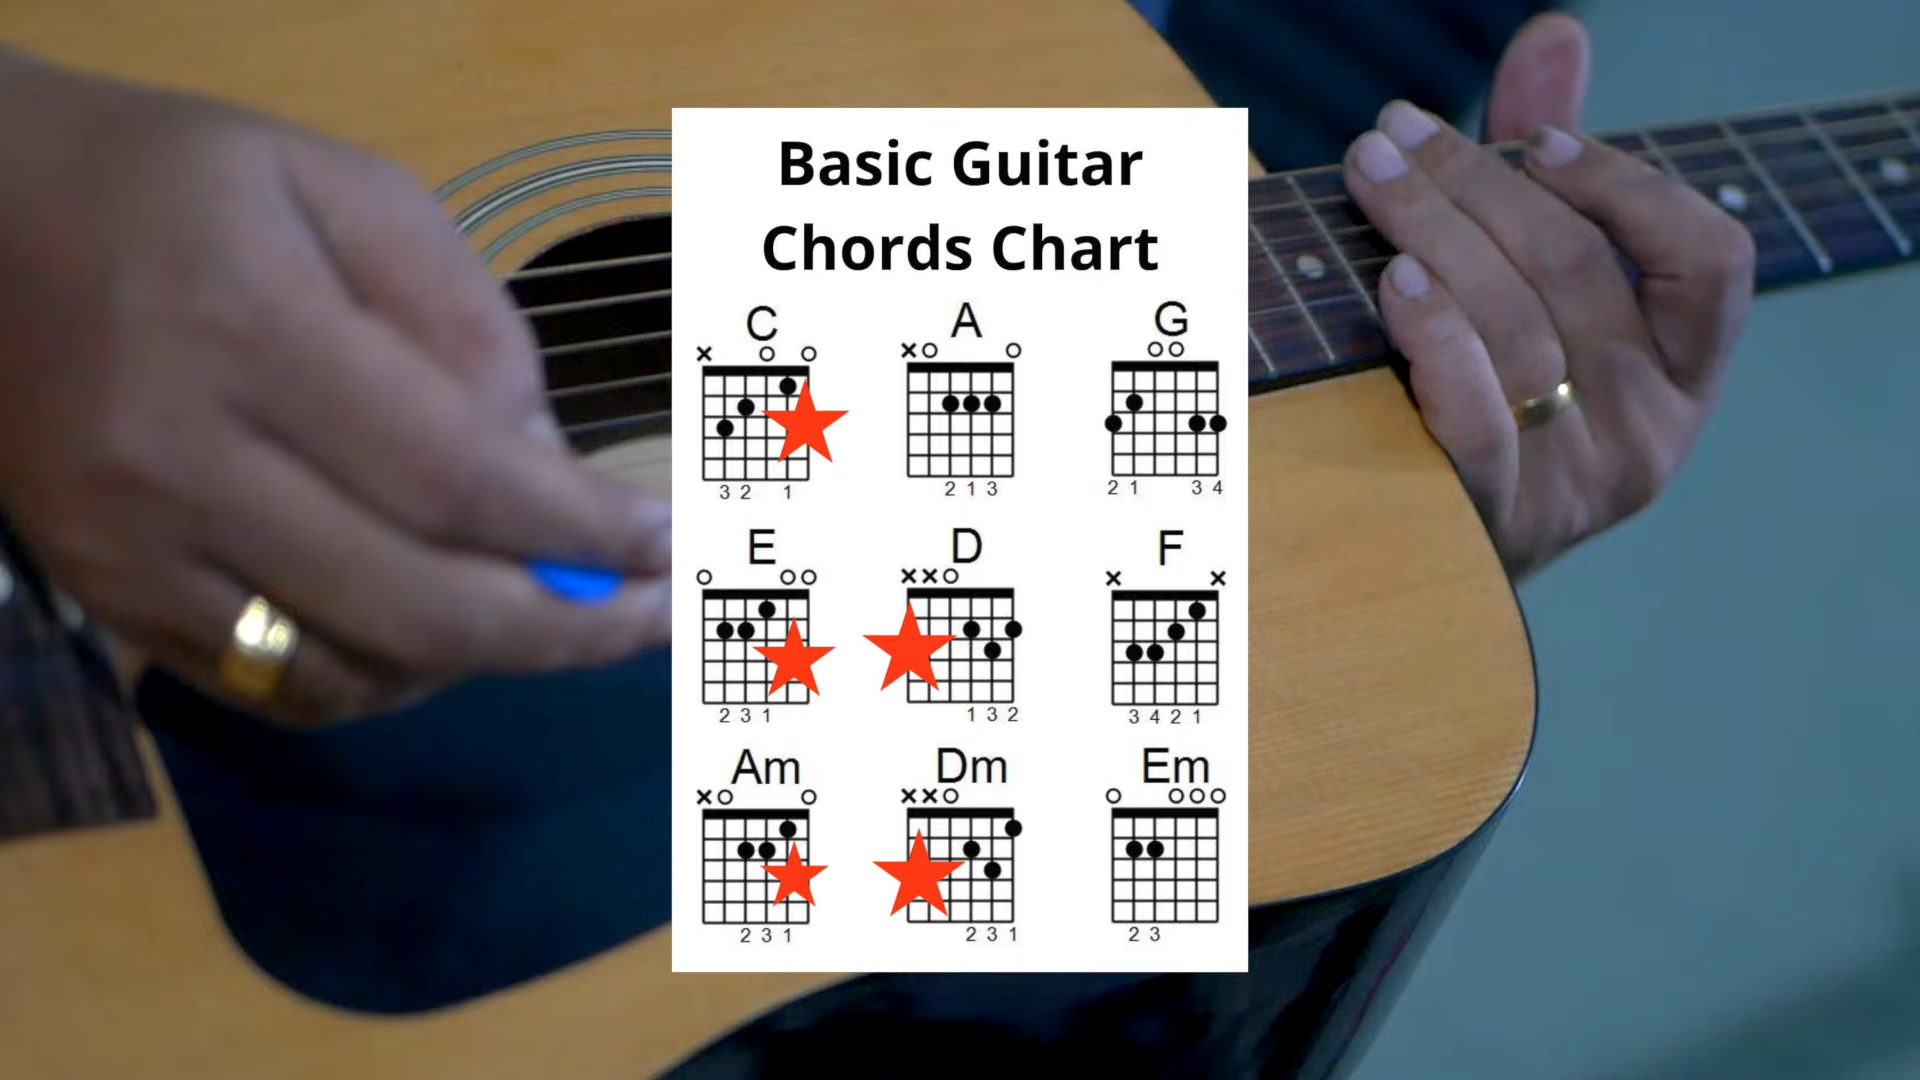 Basic Guitar
Chords Chart
C A G
× ○ ○ × ○ ○ ○ ○
3 2 1 2 1 3 2 1 3 4
E D F
○ ○ ○ × × ○ × ×
2 3 1 1 3 2 3 4 2 1
Am Dm Em
× ○ ○ × × ○ ○ ○ ○ ○
2 3 1 2 3 1 2 3